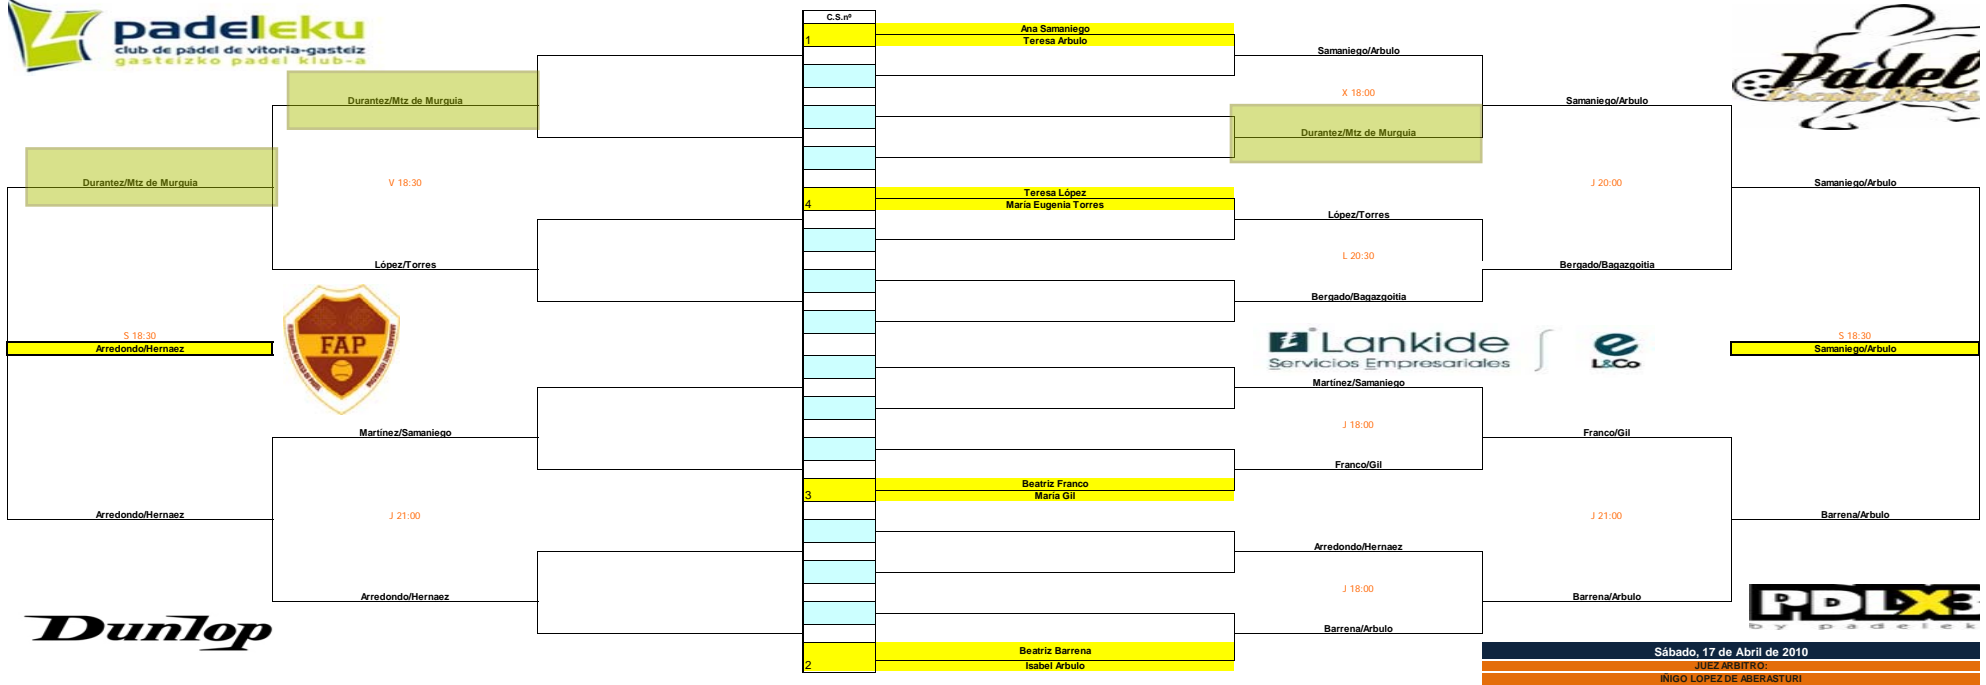 padeleku
club de pádel de vitoria-gasteiz
gasteizko padel klub-a
Durantez/Mtz de Murguia
Durantez/Mtz de Murguia
V 18:30
López/Torres
S 18:30
Arredondo/Hernaez
FAP
Martínez/Samaniego
Arredondo/Hernaez
J 21:00
Arredondo/Hernaez
Dunlop
C.S.nº
1
Ana Samaniego
Teresa Arbulo
4
Teresa López
María Eugenia Torres
3
Beatriz Franco
María Gil
2
Beatriz Barrena
Isabel Arbulo
Samaniego/Arbulo
X 18:00
Durantez/Mtz de Murguia
López/Torres
L 20:30
Bergado/Bagazgoitia
Lankide
Servicios Empresariales
e
L&Co
Martínez/Samaniego
J 18:00
Franco/Gil
Arredondo/Hernaez
J 18:00
Barrena/Arbulo
Samaniego/Arbulo
J 20:00
Bergado/Bagazgoitia
Franco/Gil
J 21:00
Barrena/Arbulo
Pádel
Samaniego/Arbulo
S 18:30
Samaniego/Arbulo
Barrena/Arbulo
PDLX3
by padelek
Sábado, 17 de Abril de 2010
JUEZ ARBITRO:
IÑIGO LOPEZ DE ABERASTURI